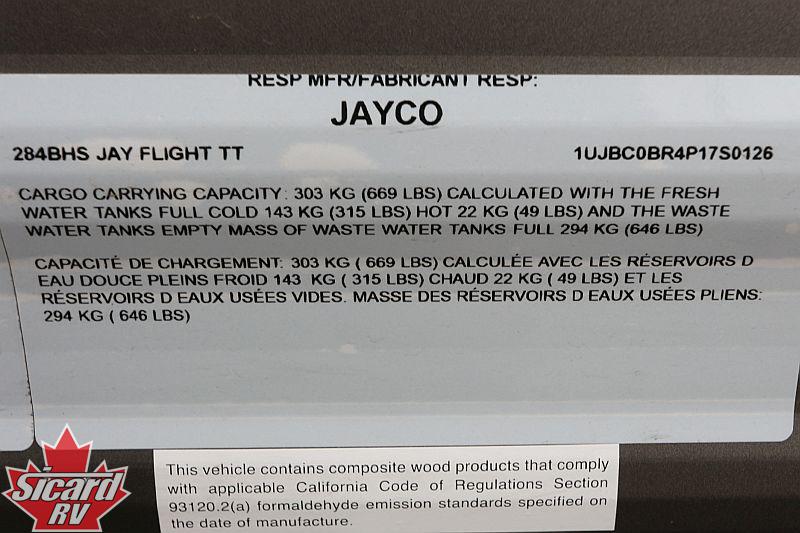 RESP MFR/FABRICANT RESP:
JAYCO
284BHS JAY FLIGHT TT
1UJBC0BR4P17S0126
CARGO CARRYING CAPACITY: 303 KG (669 LBS) CALCULATED WITH THE FRESH
WATER TANKS FULL COLD 143 KG (315 LBS) HOT 22 KG (49 LBS) AND THE WASTE
WATER TANKS EMPTY MASS OF WASTE WATER TANKS FULL 294 KG (646 LBS)
CAPACITÉ DE CHARGEMENT: 303 KG ( 669 LBS) CALCULÉE AVEC LES RÉSERVOIRS D
EAU DOUCE PLEINS FROID 143 KG ( 315 LBS) CHAUD 22 KG ( 49 LBS) ET LES
RÉSERVOIRS D EAUX USÉES VIDES. MASSE DES RÉSERVOIRS D EAUX USÉES PLIENS:
294 KG ( 646 LBS)
This vehicle contains composite wood products that comply
with applicable California Code of Regulations Section
93120.2(a) formaldehyde emission standards specified on
the date of manufacture.
Sicard
RV